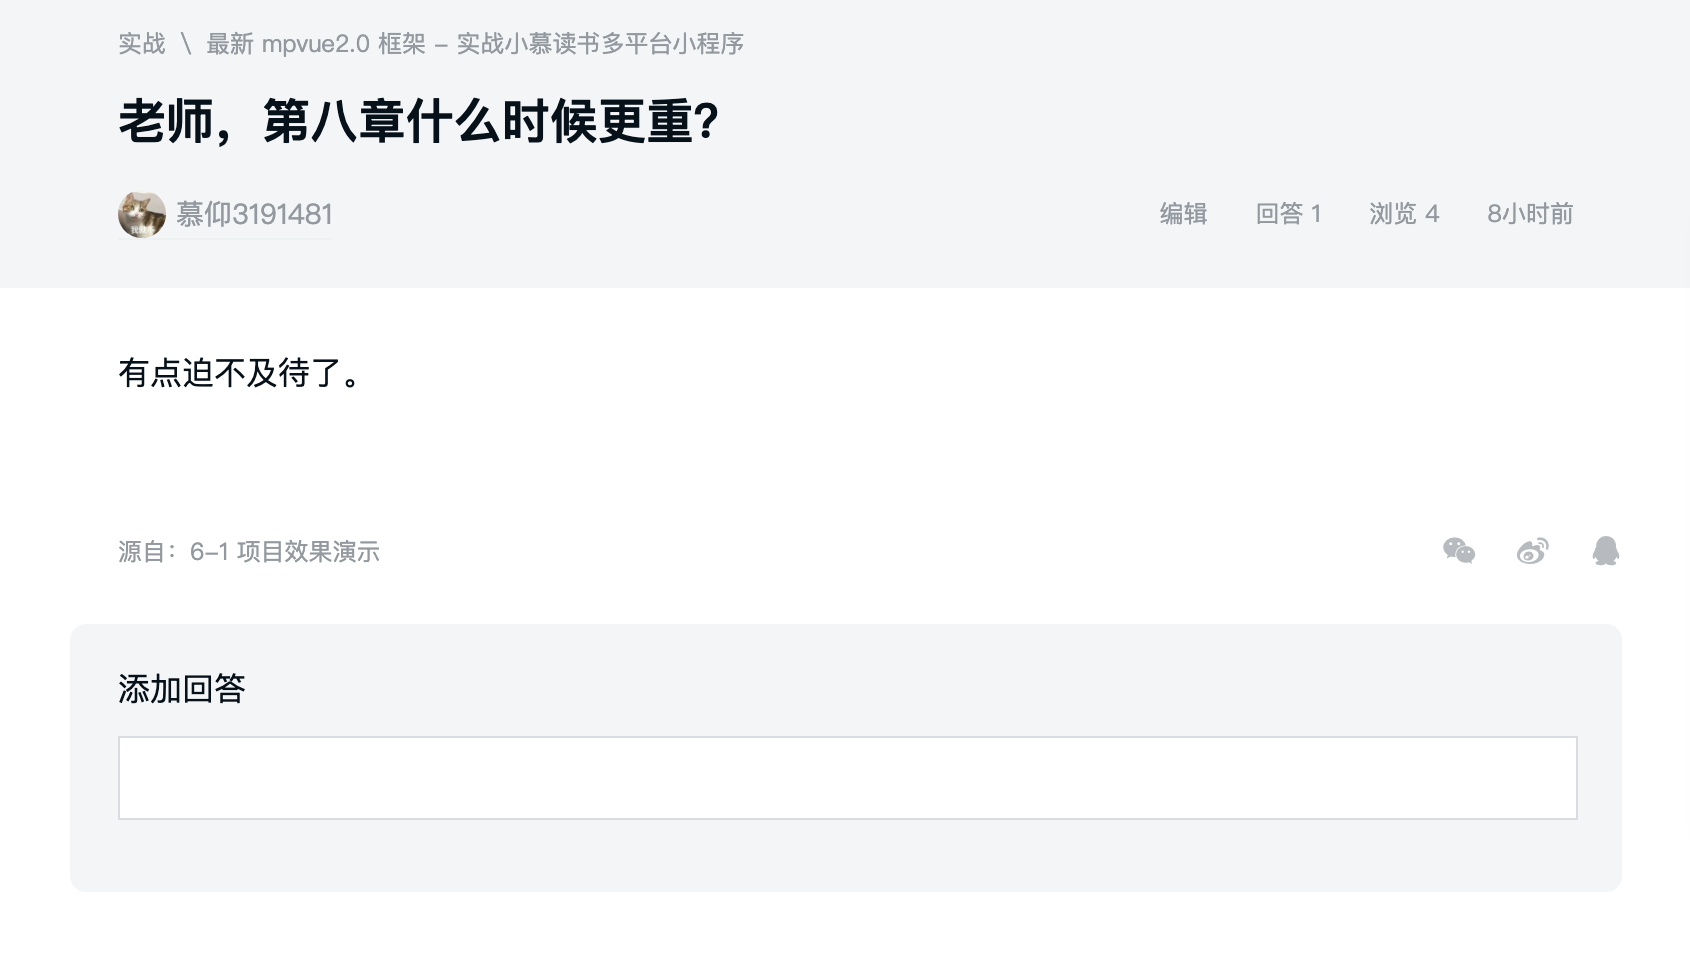 实战 \ 最新 mpvue2.0 框架 - 实战小慕读书多平台小程序
老师，第八章什么时候更重？
慕仰3191481 编辑 回答 1 浏览 4 8小时前
有点迫不及待了。
源自：6-1 项目效果演示
添加回答